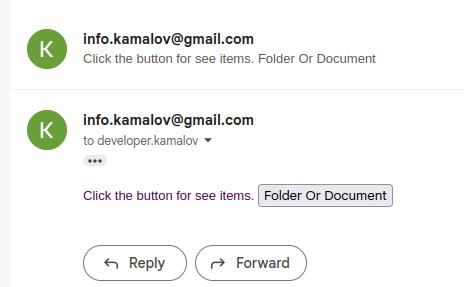 K
info.kamalov@gmail.com
Click the button for see items. Folder Or Document
K
info.kamalov@gmail.com
to developer.kamalov
Click the button for see items. Folder Or Document
Reply
Forward